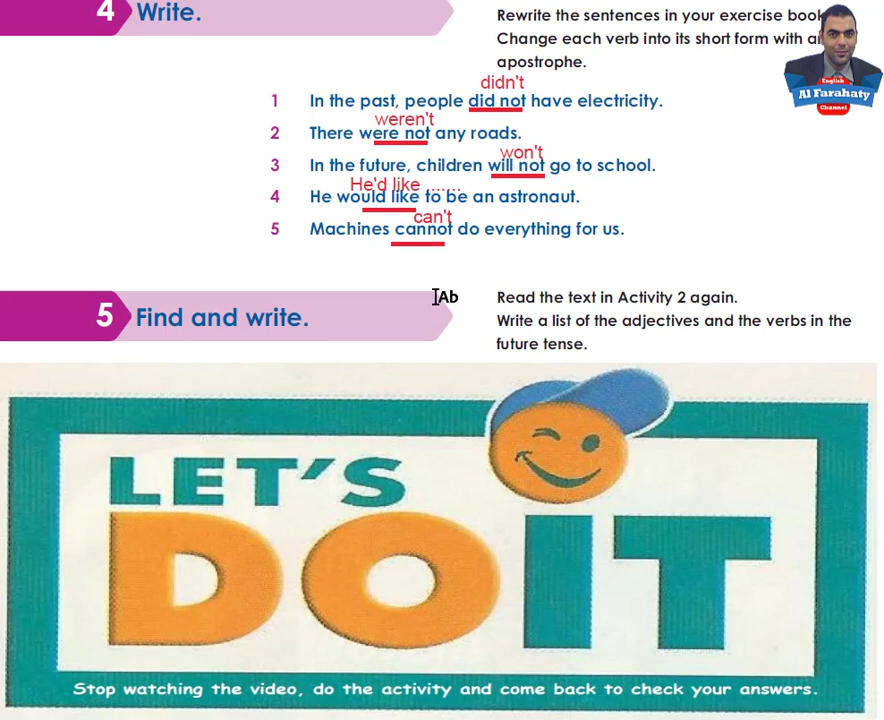 4 Write.
Rewrite the sentences in your exercise book
Change each verb into its short form with
apostrophe.
English
Al Farahaty
Channel
didn't
1 In the past, people did not have electricity.
weren't
2 There were not any roads.
won't
3 In the future, children will not go to school.
He'd like ......
4 He would like to be an astronaut.
can't
5 Machines cannot do everything for us.
Ab
5 Find and write.
Read the text in Activity 2 again.
Write a list of the adjectives and the verbs in the
future tense.
LET'S
DO IT
Stop watching the video, do the activity and come back to check your answers.